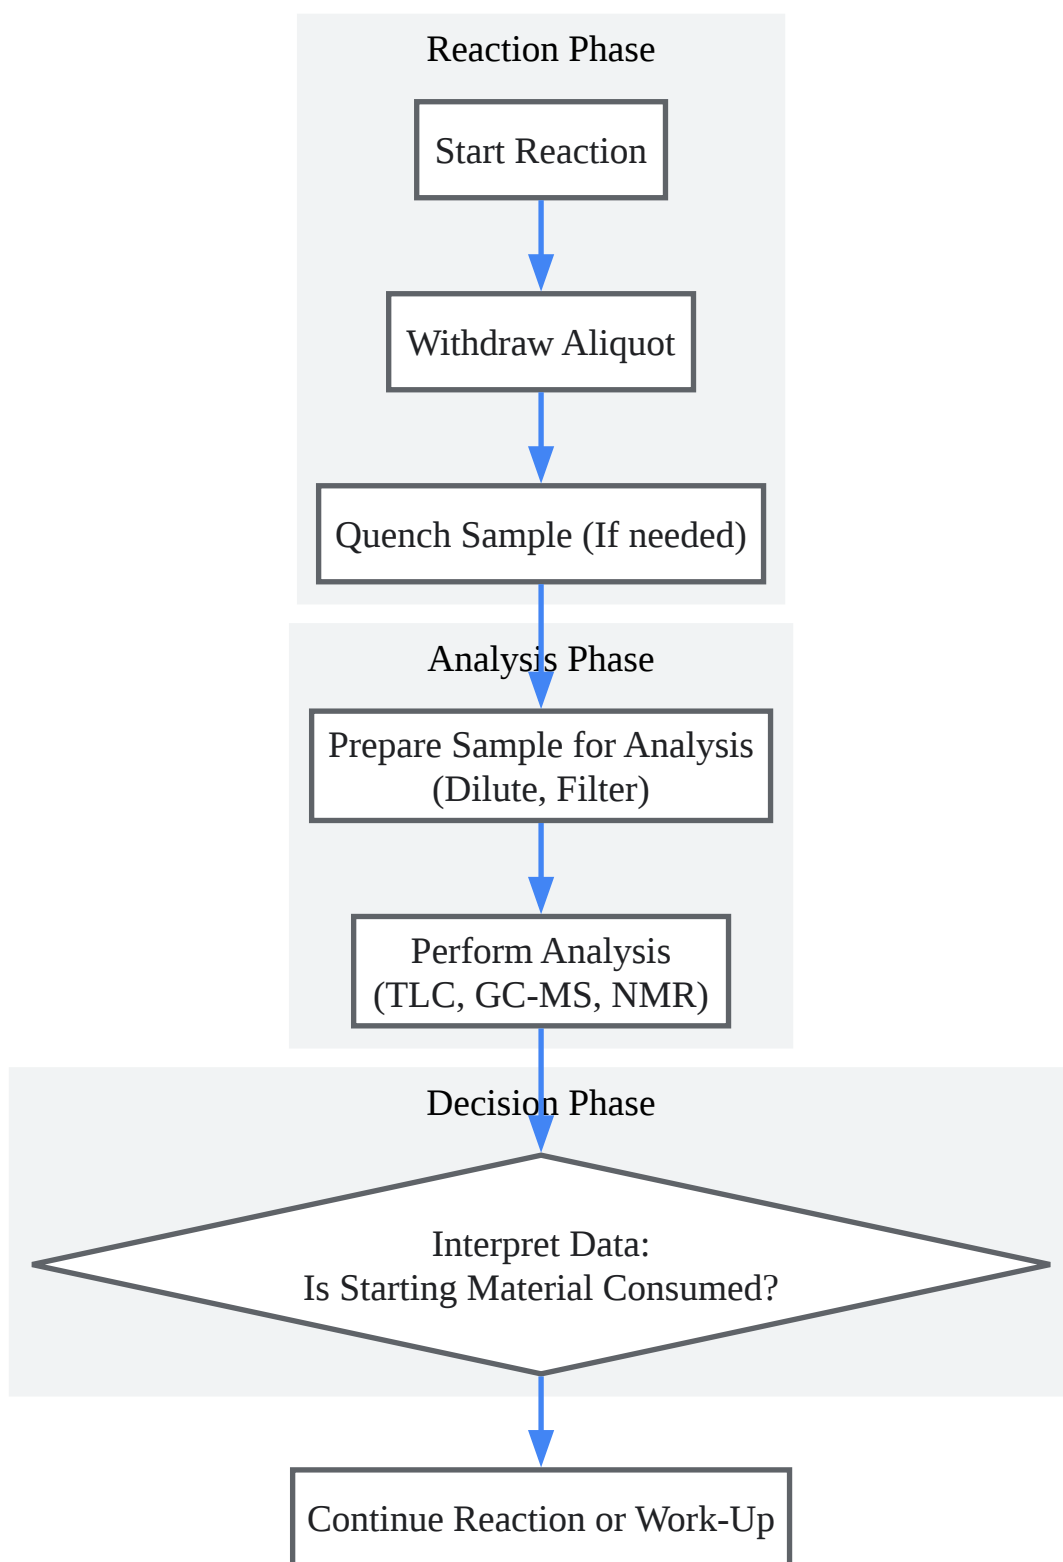 Reaction Phase
Start Reaction
Withdraw Aliquot
Quench Sample (If needed)
Analysis Phase
Prepare Sample for Analysis
(Dilute, Filter)
Perform Analysis
(TLC, GC-MS, NMR)
Decision Phase
Interpret Data:
Is Starting Material Consumed?
Continue Reaction or Work-Up